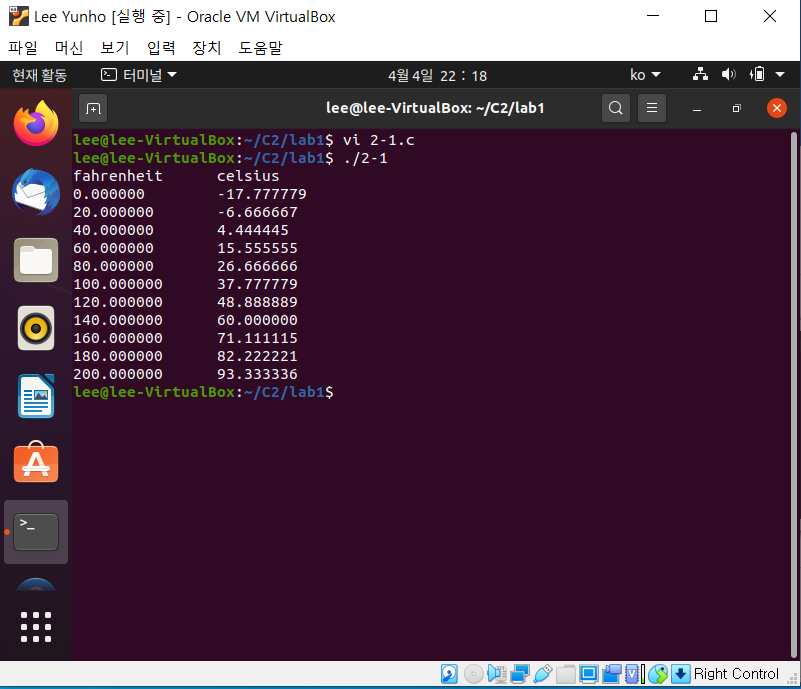 Lee Yunho [실행 중] - Oracle VM VirtualBox
파일 머신 보기 입력 장치 도움말
현재 활동 터미널 4월 4일 22 : 18 ko
lee@lee-VirtualBox: ~/C2/lab1
lee@lee-VirtualBox:~/C2/lab1$ vi 2-1.c
lee@lee-VirtualBox:~/C2/lab1$ ./2-1
fahrenheit celsius
0.000000 -17.777779
20.000000 -6.666667
40.000000 4.444445
60.000000 15.555555
80.000000 26.666666
100.000000 37.777779
120.000000 48.888889
140.000000 60.000000
160.000000 71.111115
180.000000 82.222221
200.000000 93.333336
lee@lee-VirtualBox:~/C2/lab1$
Right Control